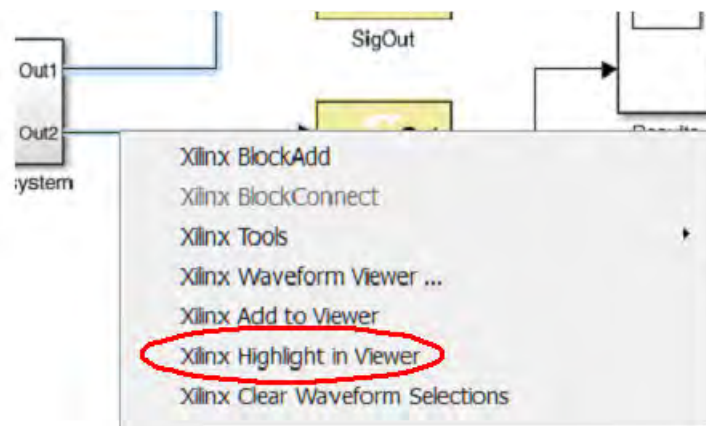 SigOut
Out1
Out2
Results
ystem
Xilinx BlockAdd
Xilinx BlockConnect
Xilinx Tools
Xilinx Waveform Viewer ...
Xilinx Add to Viewer
Xilinx Highlight in Viewer
Xilinx Clear Waveform Selections